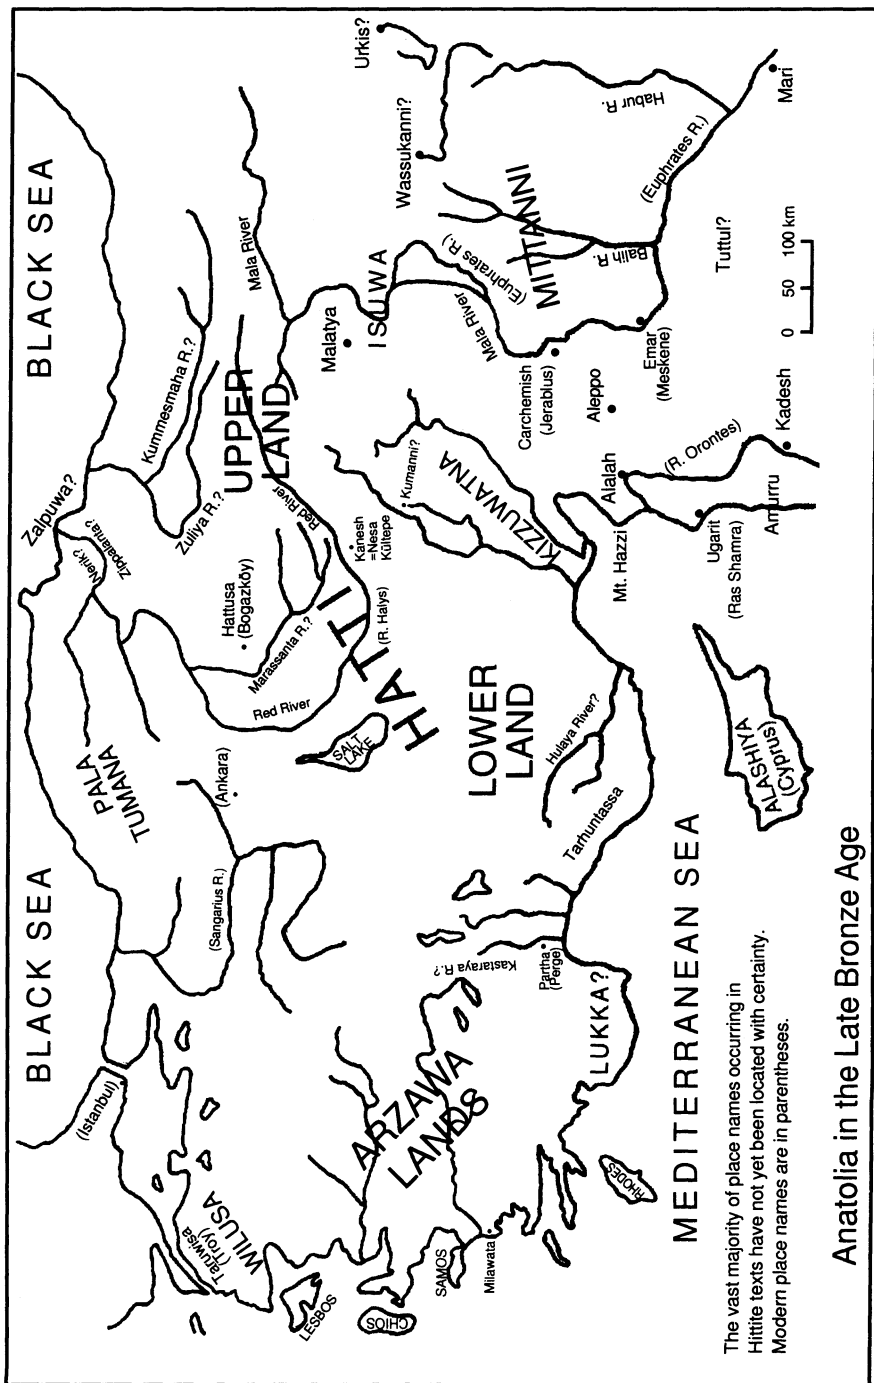 BLACK SEA
BLACK SEA
(Istanbul)
Taruwisa
(Troy)
WILUSA
LESBOS
CHIOS
SAMOS
Milawata
RHODES
ARZAWA
LANDS
LUKKA?
(Sangarius R.)
(Ankara)
PALA
TUMANA
Nerik?
Zippalanta?
Zalpuwa?
Kummesmaha R.?
Zuliya R.?
Hattusa
(Bogazköy)
Marassanta R.?
Red River
Red River
(R. Halys)
SALT
LAKE
HATTI
UPPER
LAND
Mala River
Malatya
ISUWA
Kanesh
=Nesa
Kültepe
Kumanni?
KIZZUWATNA
LOWER
LAND
Hulaya River?
Tarhuntassa
Kastaraya R.?
Partha
(Perge)
MEDITERRANEAN SEA
ALASHIYA
(Cyprus)
Mt. Hazzi
Alalah
(R. Orontes)
Ugarit
(Ras Shamra)
Amurru
Kadesh
Aleppo
Carchemish
(Jerablus)
Emar
(Meskene)
Mala River
(Euphrates R.)
MITTANNI
Balih R.
Wassukanni?
Urkis?
Habur R.
(Euphrates R.)
Mari
Tuttul?
0 50 100 km
The vast majority of place names occurring in
Hittite texts have not yet been located with certainty.
Modern place names are in parentheses.
Anatolia in the Late Bronze Age